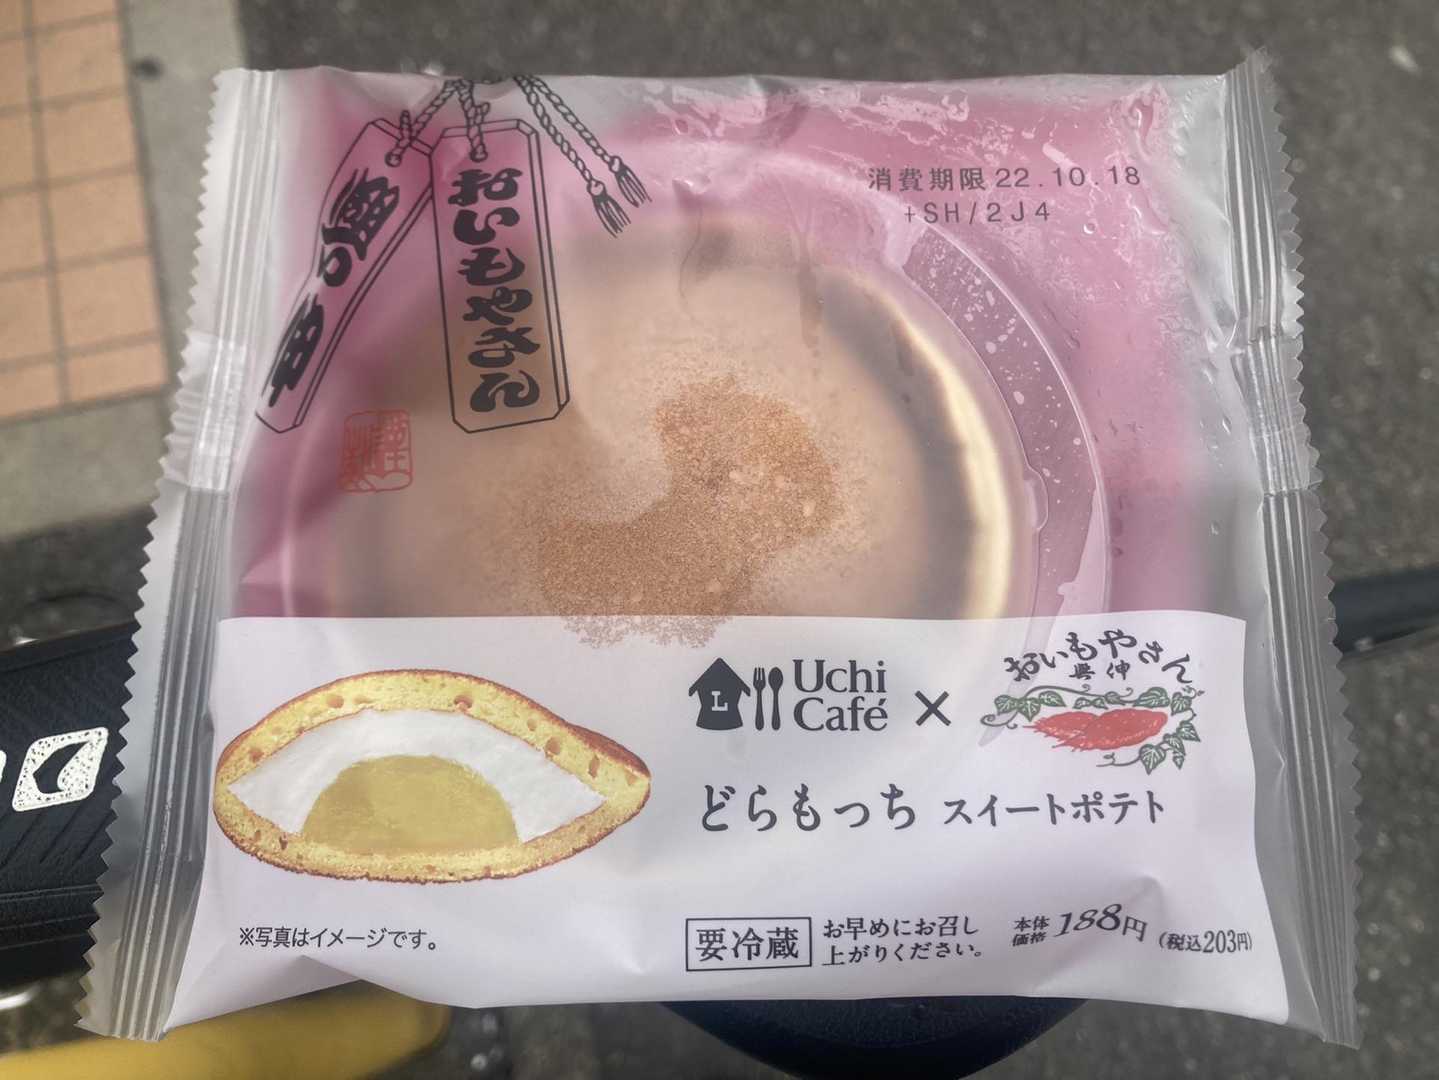 おいもやさん
消費期限 22.10.18
+SH/2J4
Uchi
Café
×
おいもやさん
興伸
どらもっち スイートポテト
※写真はイメージです。
要冷蔵
お早めにお召し
上がりください。
本体
価格 188円 (税込203円)